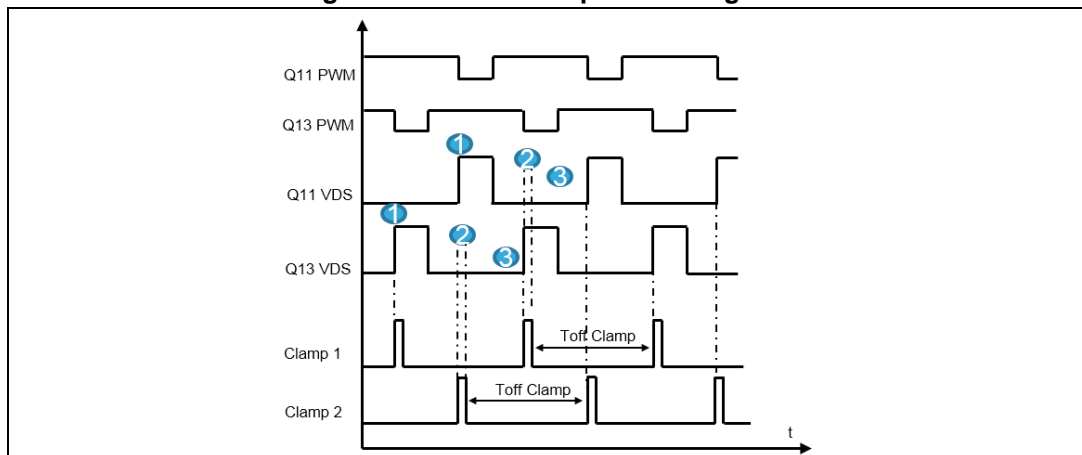 Q11 PWM
Q13 PWM
1
2
3
Q11 VDS
1
2
3
Q13 VDS
Toff Clamp
Clamp 1
Toff Clamp
Clamp 2
t